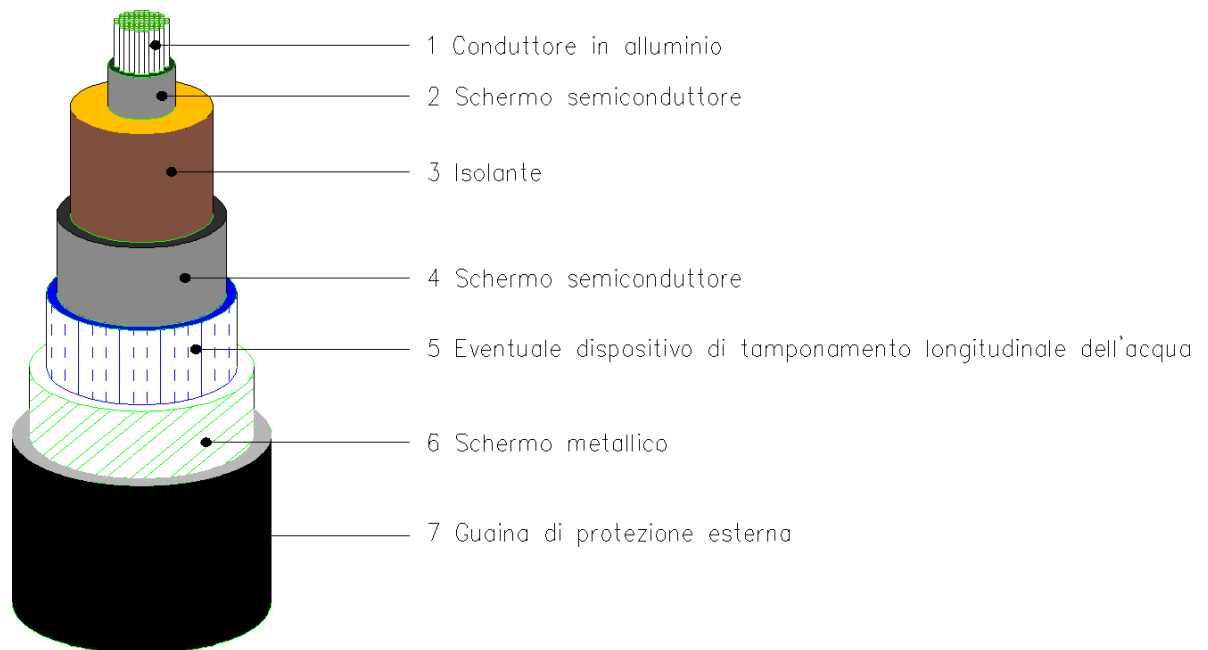 1 Conduttore in alluminio
2 Schermo semiconduttore
3 Isolante
4 Schermo semiconduttore
5 Eventuale dispositivo di tamponamento longitudinale dell'acqua
6 Schermo metallico
7 Guaina di protezione esterna